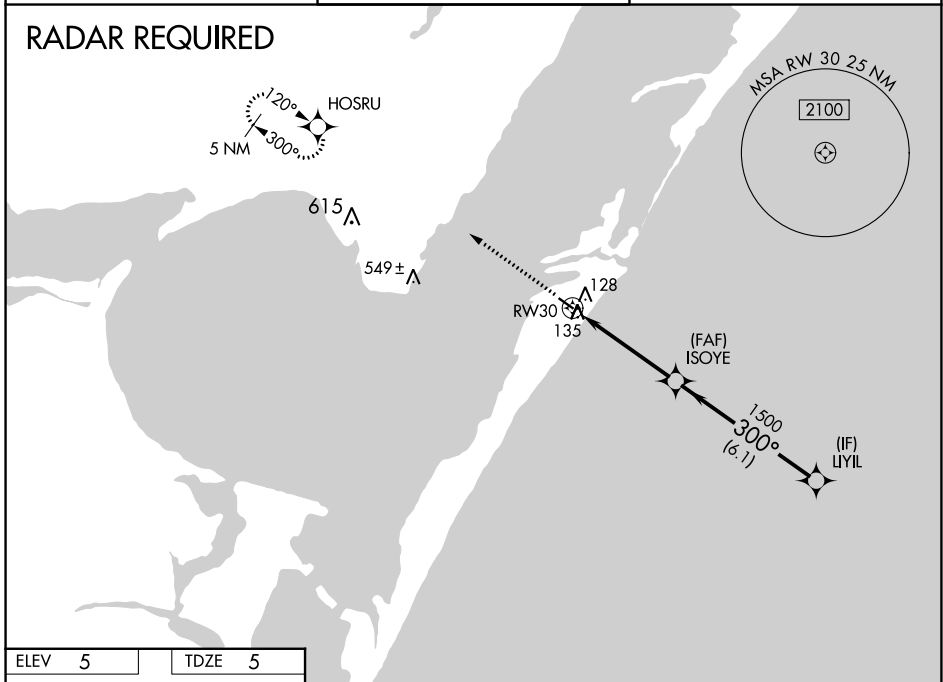 RADAR REQUIRED
MSA RW 30 25 NM
2100
120°
HOSRU
300°
5 NM
615
549 ±
128
RW30
135
(FAF)
ISOYE
1500
300°
(6.1)
(IF)
LIYIL
ELEV 5
TDZE 5